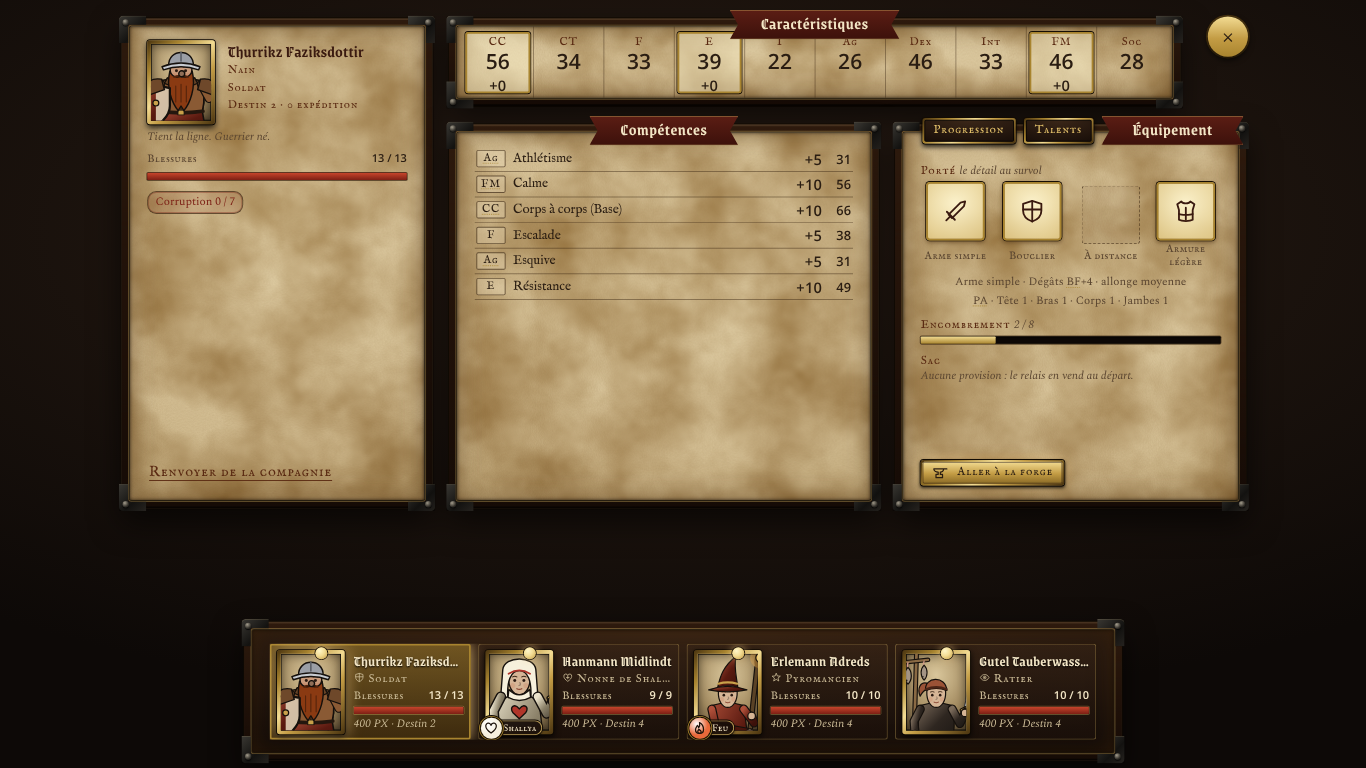 Thurrikz Faziksdottir
Nain
Soldat
Destin 2 · 0 expédition
Tient la ligne. Guerrier né.
Blessures 13 / 13
Corruption 0 / 7
Renvoyer de la compagnie
Caractéristiques
CC CT F E I Ag Dex Int FM Soc
56 34 33 39 22 26 46 33 46 28
+0 +0 +0
×
Compétences
Ag Athlétisme +5 31
FM Calme +10 56
CC Corps à corps (Base) +10 66
F Escalade +5 38
Ag Esquive +5 31
E Résistance +10 49
Progression Talents Équipement
Porté le détail au survol
Arme simple Bouclier À distance Armure légère
Arme simple · Dégâts BF+4 · allonge moyenne
PA · Tête 1 · Bras 1 · Corps 1 · Jambes 1
Encombrement 2 / 8
Sac
Aucune provision : le relais en vend au départ.
Aller à la forge
Thurrikz Faziksd...
Soldat
Blessures 13 / 13
400 PX · Destin 2
Hanmann Midlindt
Nonne de Shal...
Blessures 9 / 9
400 PX · Destin 4
Shallya
Erlemann Adreds
Pyromancien
Blessures 10 / 10
400 PX · Destin 4
Feu
Gutel Tauberwass...
Ratier
Blessures 10 / 10
400 PX · Destin 4